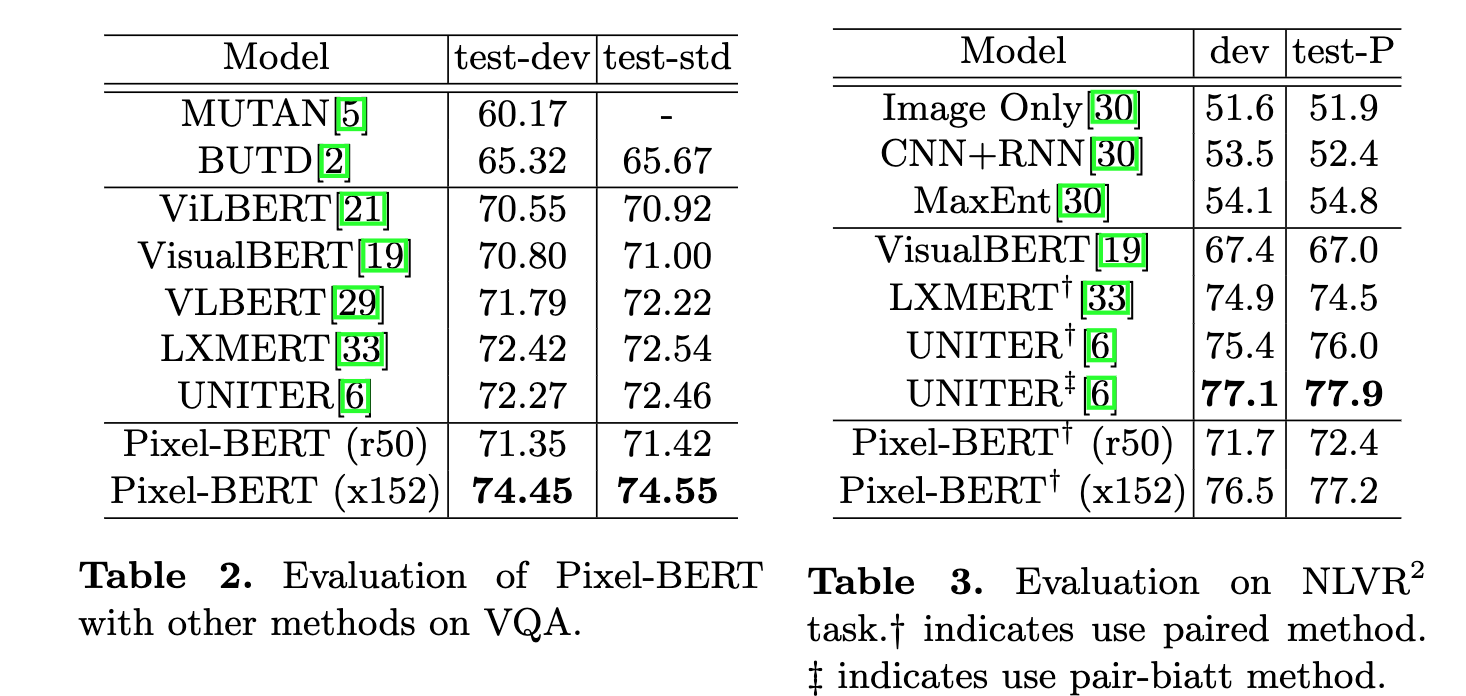 Model test-dev test-std
MUTAN[5] 60.17 -
BUTD[2] 65.32 65.67
ViLBERT[21] 70.55 70.92
VisualBERT[19] 70.80 71.00
VLBERT[29] 71.79 72.22
LXMERT[33] 72.42 72.54
UNITER[6] 72.27 72.46
Pixel-BERT (r50) 71.35 71.42
Pixel-BERT (x152) 74.45 74.55
Table 2. Evaluation of Pixel-BERT
with other methods on VQA.
Model dev test-P
Image Only[30] 51.6 51.9
CNN+RNN[30] 53.5 52.4
MaxEnt[30] 54.1 54.8
VisualBERT[19] 67.4 67.0
LXMERT†[33] 74.9 74.5
UNITER†[6] 75.4 76.0
UNITER‡[6] 77.1 77.9
Pixel-BERT† (r50) 71.7 72.4
Pixel-BERT† (x152) 76.5 77.2
Table 3. Evaluation on NLVR²
task.† indicates use paired method.
‡ indicates use pair-biatt method.